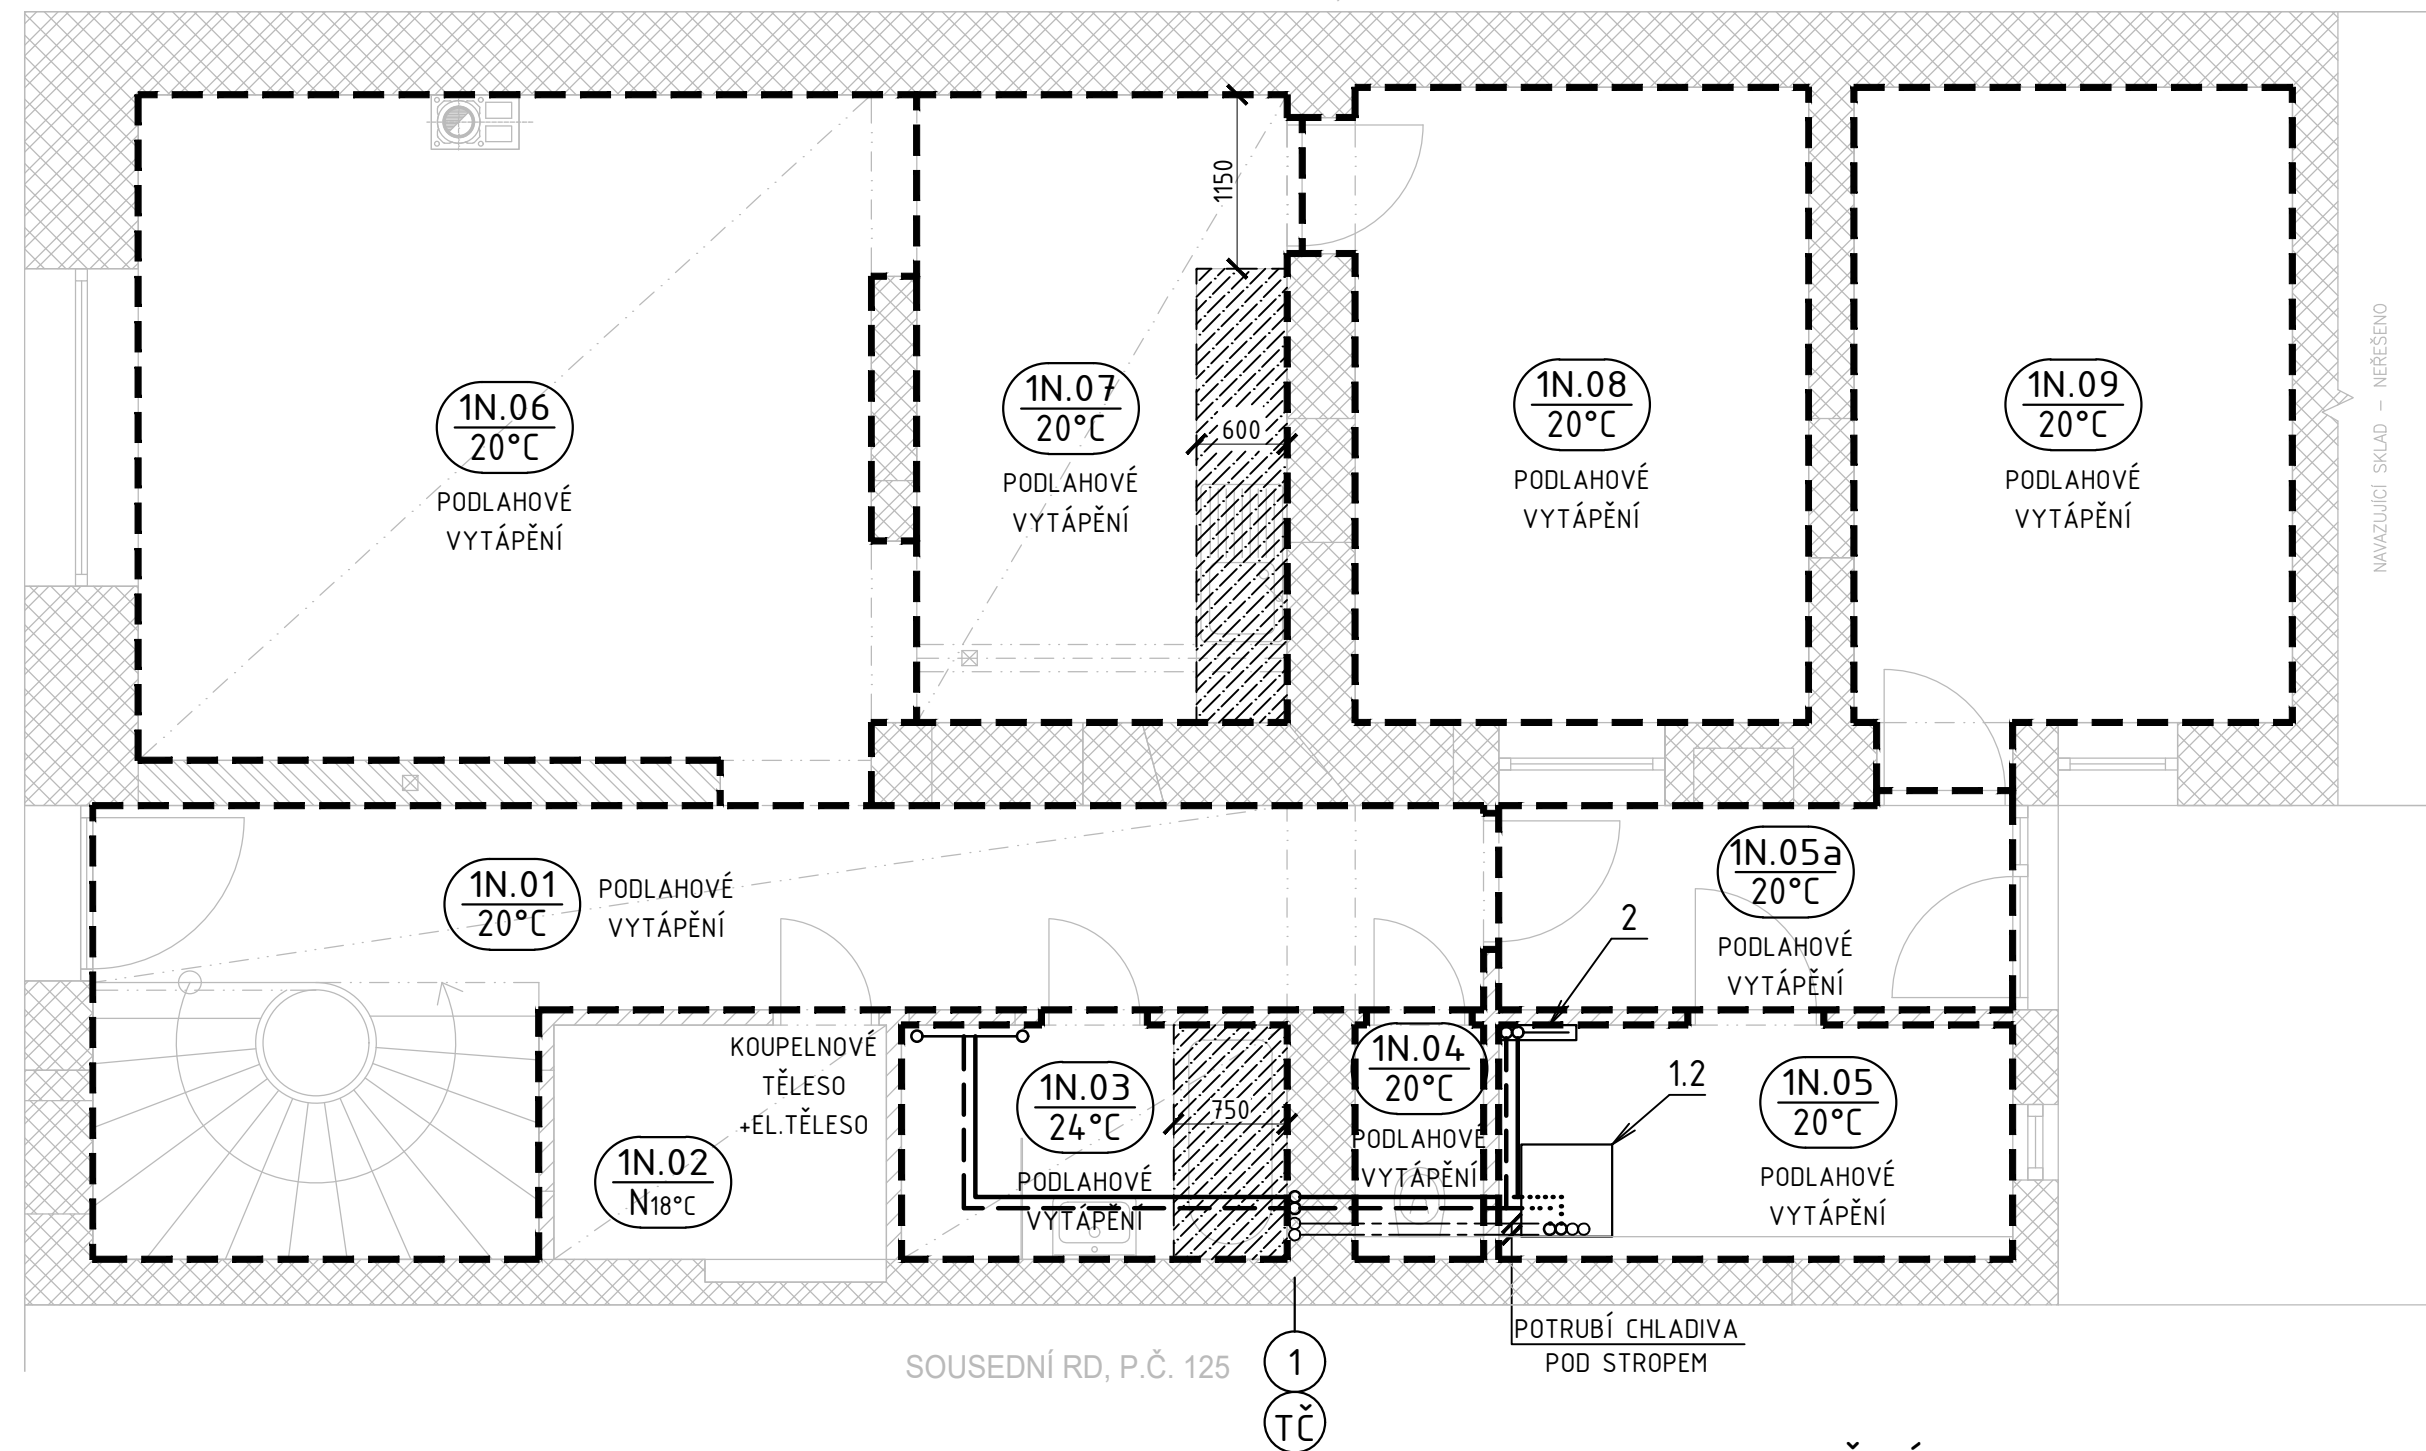 1150
1N.06
20°C
PODLAHOVÉ
VYTÁPĚNÍ
1N.07
20°C
PODLAHOVÉ
VYTÁPĚNÍ
600
1N.08
20°C
PODLAHOVÉ
VYTÁPĚNÍ
1N.09
20°C
PODLAHOVÉ
VYTÁPĚNÍ
NAVAZUJÍCÍ SKLAD - NEŘEŠENO
1N.01
20°C
PODLAHOVÉ
VYTÁPĚNÍ
1N.05a
20°C
PODLAHOVÉ
VYTÁPĚNÍ
2
KOUPELNOVÉ
TĚLESO
+EL.TĚLESO
1N.02
N18°C
1N.03
24°C
PODLAHOVÉ
VYTÁPĚNÍ
750
1N.04
20°C
PODLAHOVÉ
VYTÁPĚNÍ
1.2
1N.05
20°C
PODLAHOVÉ
VYTÁPĚNÍ
POTRUBÍ CHLADIVA
POD STROPEM
SOUSEDNÍ RD, P.Č. 125
1
TČ